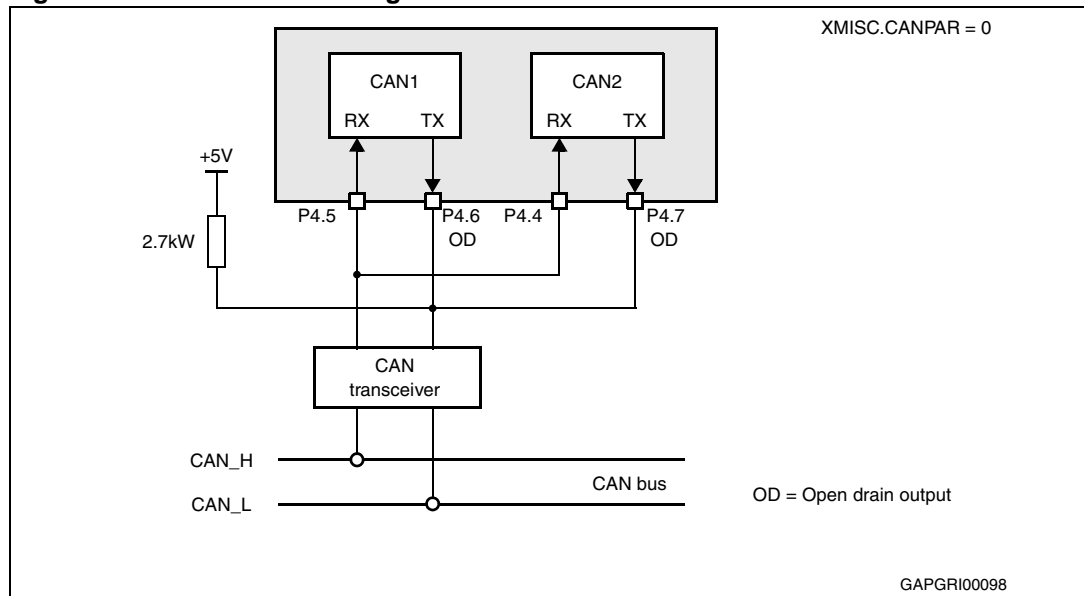 XMISC.CANPAR = 0
CAN1
CAN2
RX
TX
RX
TX
+5V
P4.5
P4.6
P4.4
P4.7
OD
OD
2.7kW
CAN
transceiver
CAN_H
CAN bus
CAN_L
OD = Open drain output
GAPGRI00098